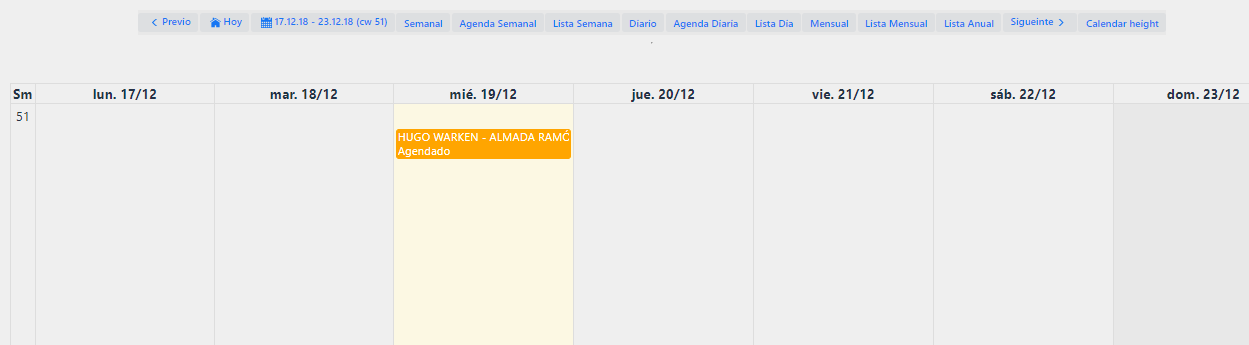 Previo Hoy 17.12.18 - 23.12.18 (cw 51) Semanal Agenda Semanal Lista Semana Diario Agenda Diaria Lista Dia Mensual Lista Mensual Lista Anual Sigueinte Calendar height
Sm lun. 17/12 mar. 18/12 mié. 19/12 jue. 20/12 vie. 21/12 sáb. 22/12 dom. 23/12
51
HUGO WARKEN - ALMADA RAMÓ
Agendado